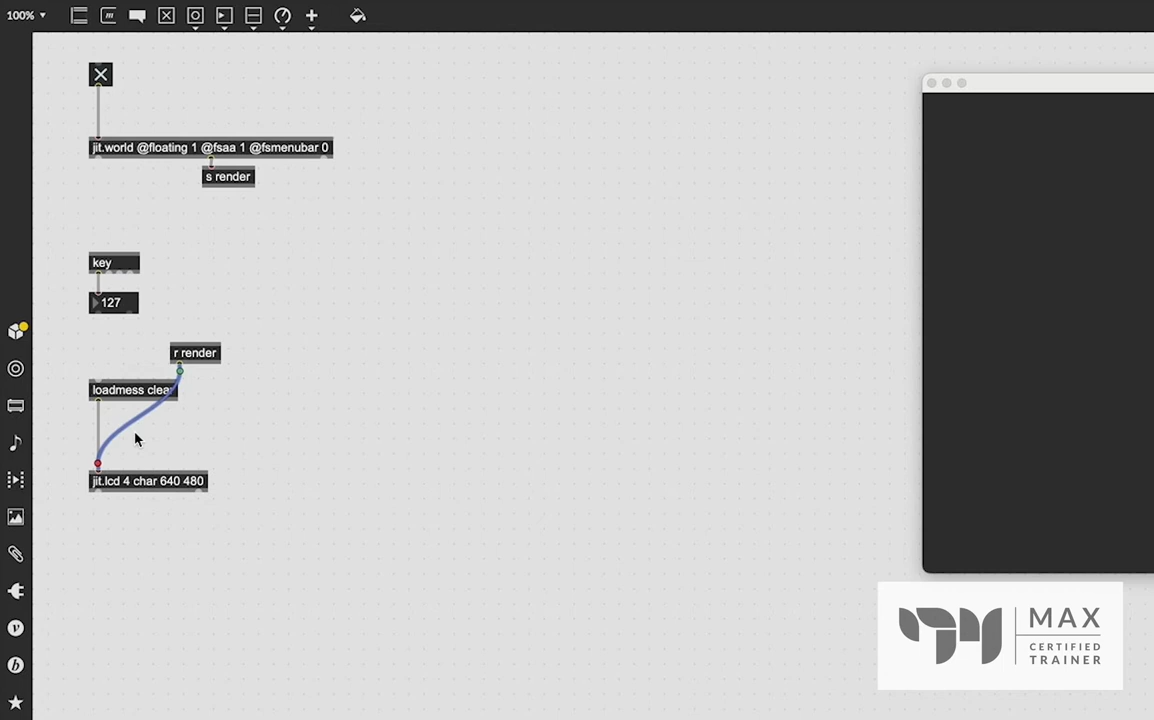 100%
jit.world @floating 1 @fsaa 1 @fsmenubar 0
s render
key
127
r render
loadmess clear
jit.lcd 4 char 640 480
MAX
CERTIFIED
TRAINER